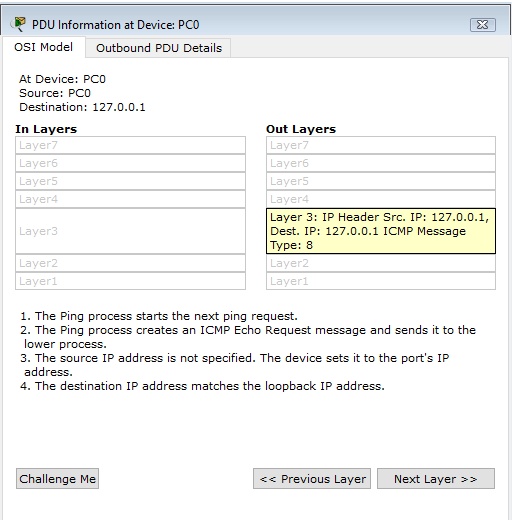 PDU Information at Device: PC0
OSI Model
Outbound PDU Details
At Device: PC0
Source: PC0
Destination: 127.0.0.1
In Layers
Layer7
Layer6
Layer5
Layer4
Layer3
Layer2
Layer1
Out Layers
Layer7
Layer6
Layer5
Layer4
Layer 3: IP Header Src. IP: 127.0.0.1,
Dest. IP: 127.0.0.1 ICMP Message
Type: 8
Layer2
Layer1
1. The Ping process starts the next ping request.
2. The Ping process creates an ICMP Echo Request message and sends it to the
lower process.
3. The source IP address is not specified. The device sets it to the port's IP
address.
4. The destination IP address matches the loopback IP address.
Challenge Me
<< Previous Layer
Next Layer >>